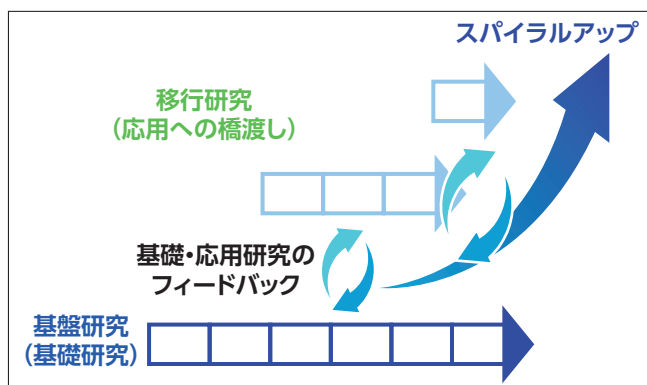 スパイラルアップ
移行研究
(応用への橋渡し)
基礎・応用研究の
フィードバック
基盤研究
(基礎研究)